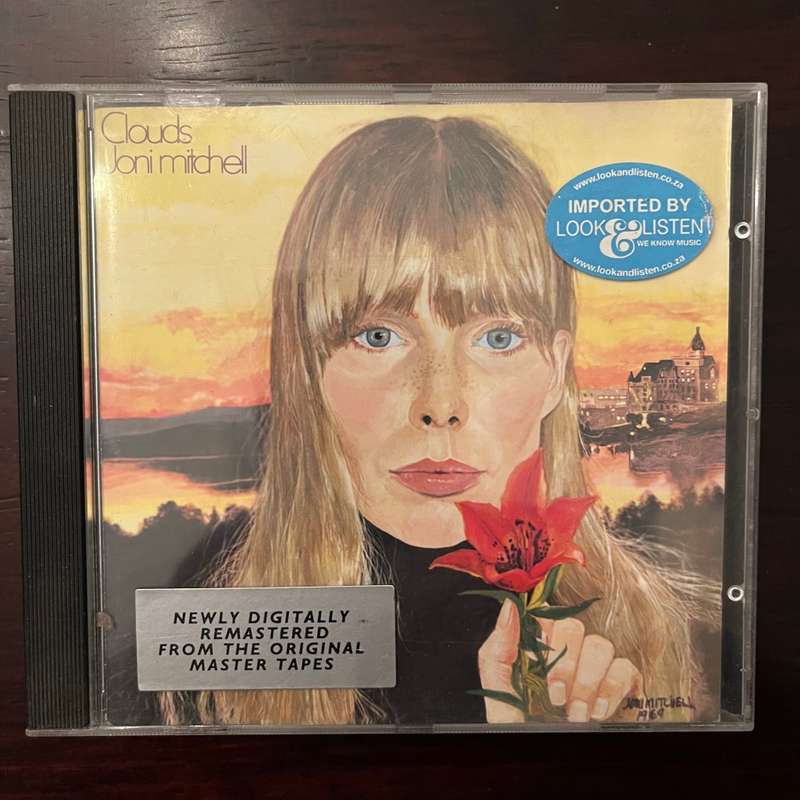 Clouds
Joni mitchell
www.lookandlisten.co.za
IMPORTED BY
LOOK&LISTEN
WE KNOW MUSIC
www.lookandlisten.co.za
NEWLY DIGITALLY
REMASTERED
FROM THE ORIGINAL
MASTER TAPES
JONI MITCHELL
1969